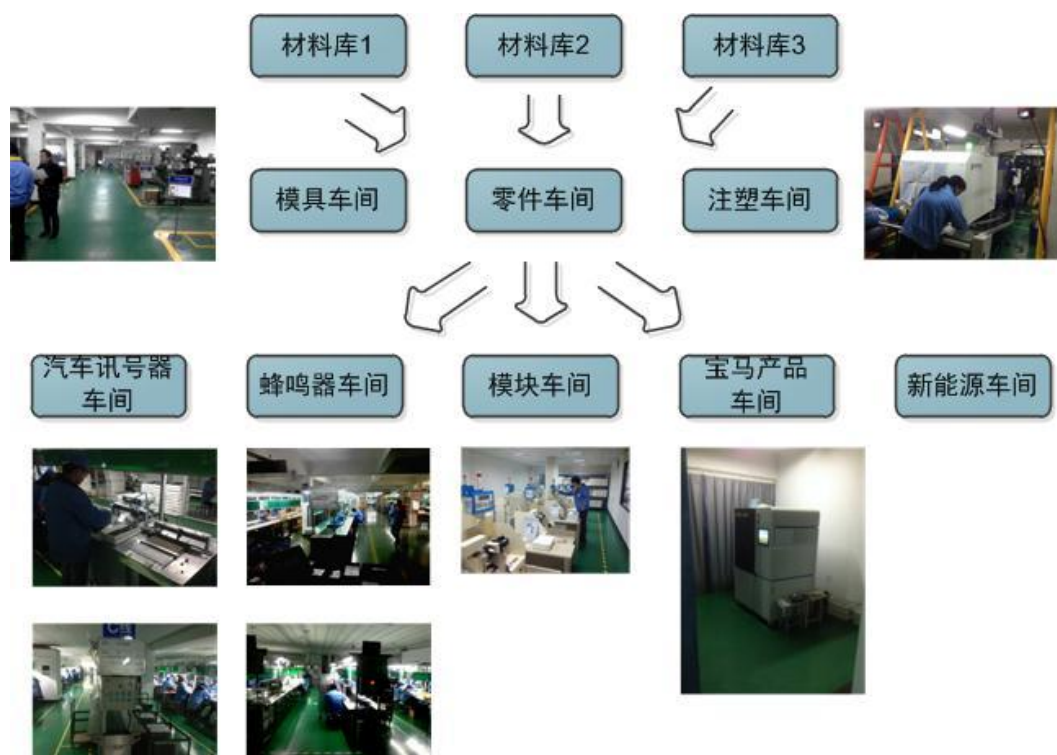 材料库1
材料库2
材料库3
模具车间
零件车间
注塑车间
汽车讯号器
车间
蜂鸣器车间
模块车间
宝马产品
车间
新能源车间